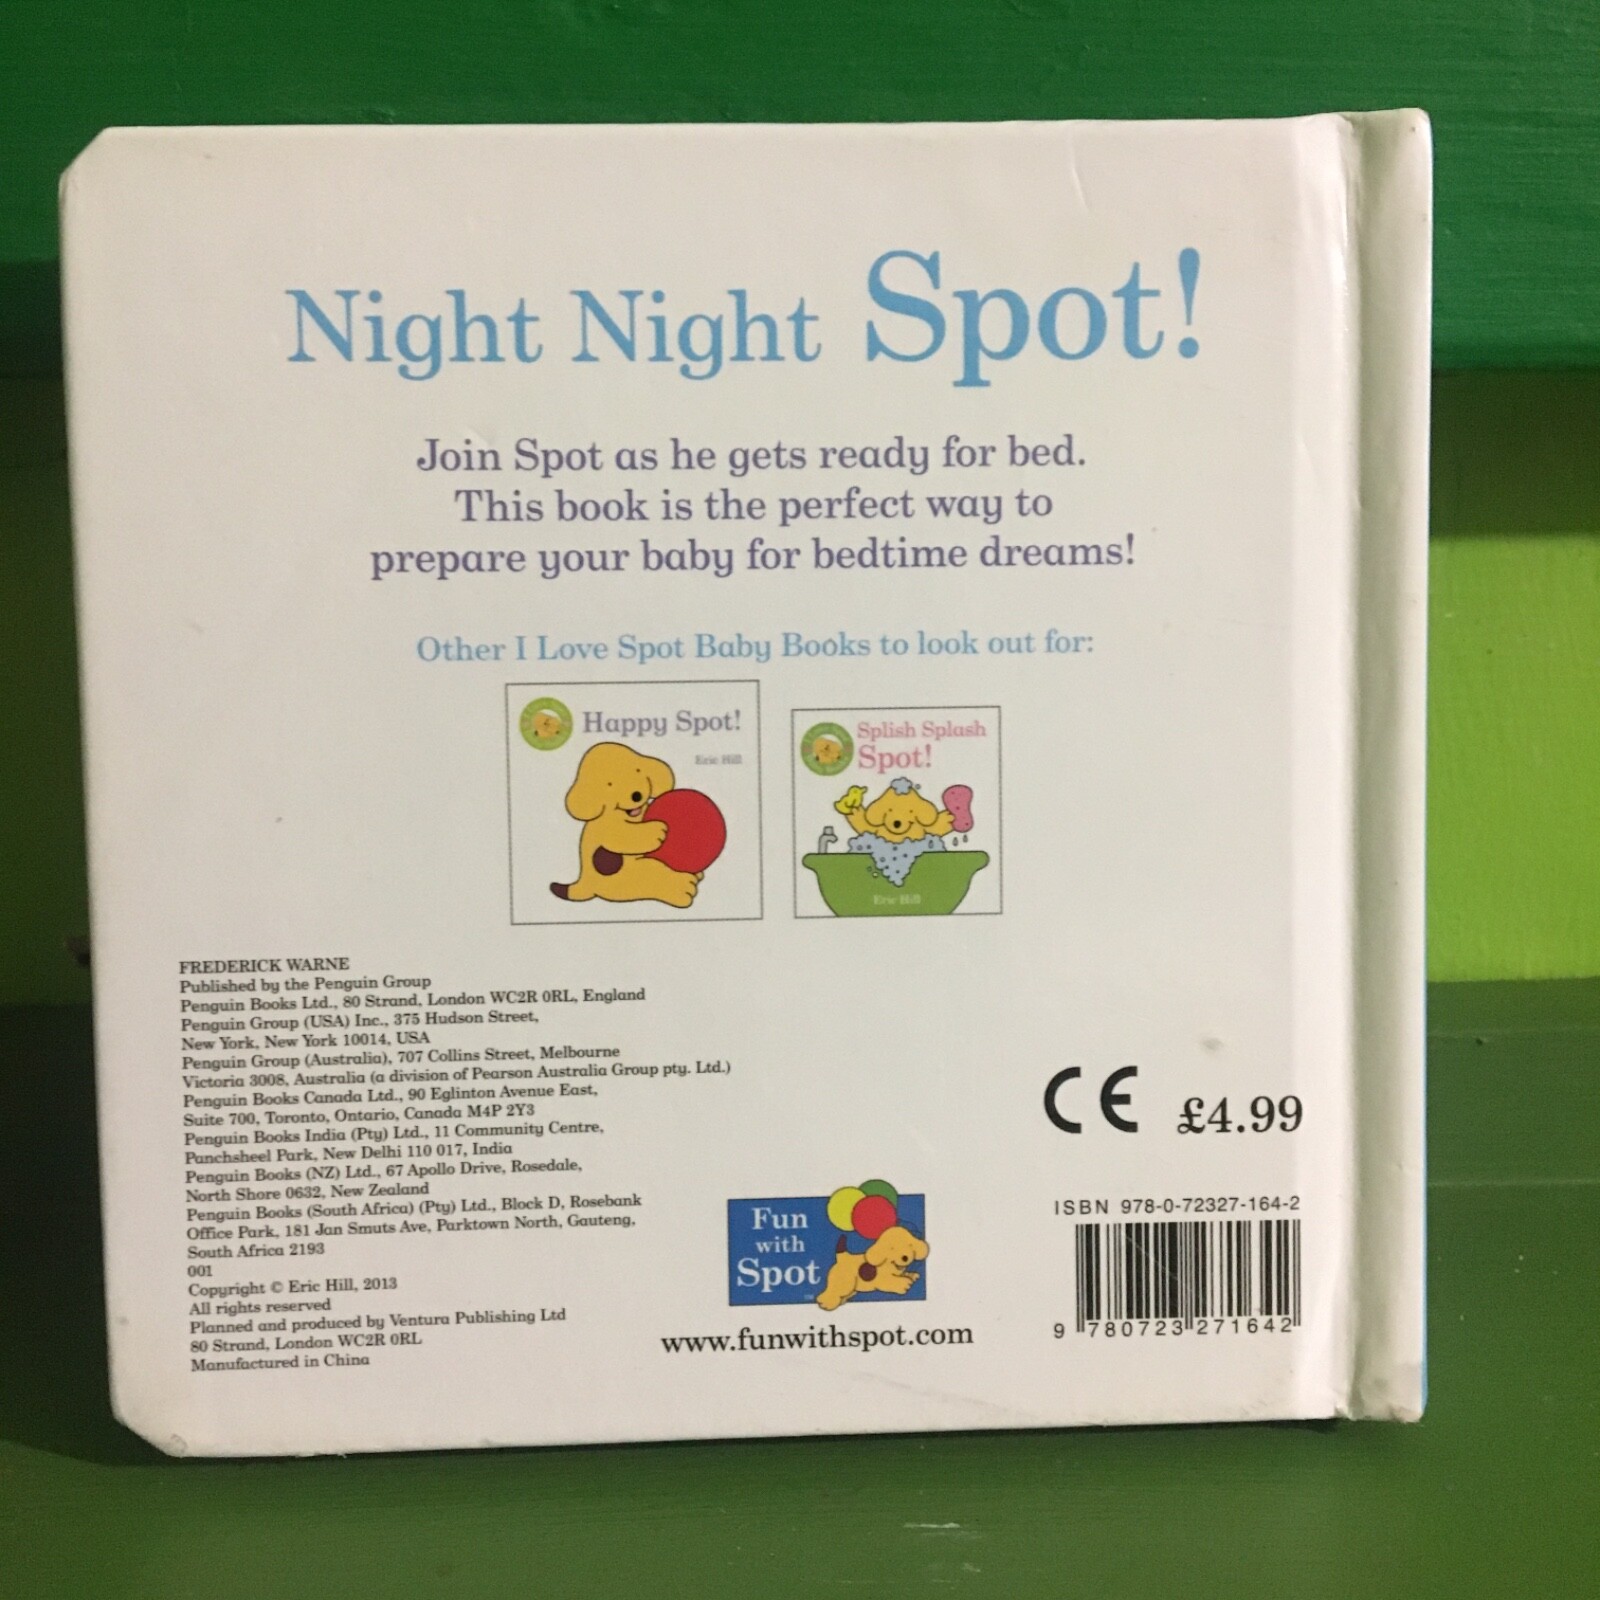 Night Night Spot!
Join Spot as he gets ready for bed.
This book is the perfect way to
prepare your baby for bedtime dreams!
Other I Love Spot Baby Books to look out for:
Happy Spot!
Eric Hill
Splish Splash
Spot!
Eric Hill
FREDERICK WARNE
Published by the Penguin Group
Penguin Books Ltd., 80 Strand, London WC2R 0RL, England
Penguin Group (USA) Inc., 375 Hudson Street,
New York, New York 10014, USA
Penguin Group (Australia), 707 Collins Street, Melbourne
Victoria 3008, Australia (a division of Pearson Australia Group pty. Ltd.)
Penguin Books Canada Ltd., 90 Eglinton Avenue East,
Suite 700, Toronto, Ontario, Canada M4P 2Y3
Penguin Books India (Pty) Ltd., 11 Community Centre,
Panchsheel Park, New Delhi 110 017, India
Penguin Books (NZ) Ltd., 67 Apollo Drive, Rosedale,
North Shore 0632, New Zealand
Penguin Books (South Africa) (Pty) Ltd., Block D, Rosebank
Office Park, 181 Jan Smuts Ave, Parktown North, Gauteng,
South Africa 2193
001
Copyright © Eric Hill, 2013
All rights reserved
Planned and produced by Ventura Publishing Ltd
80 Strand, London WC2R 0RL
Manufactured in China
Fun
with
Spot
www.funwithspot.com
CE £4.99
ISBN 978-0-72327-164-2
9 780723 271642